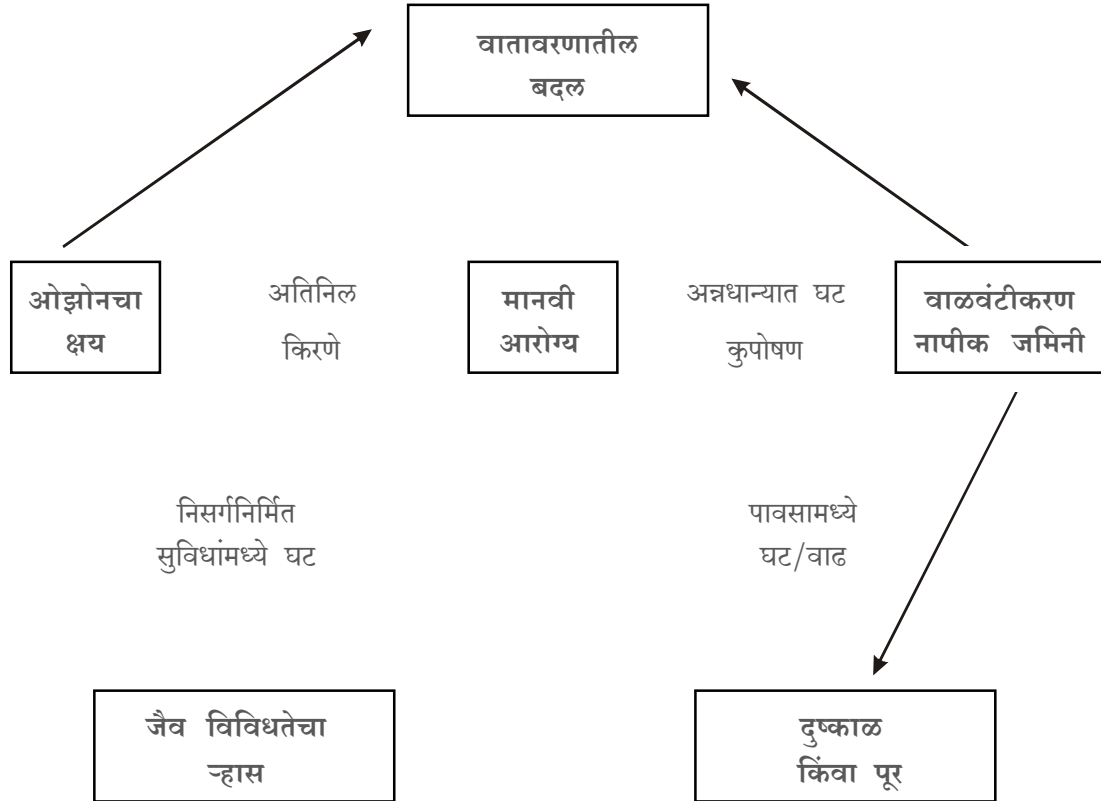 वातावरणातील
बदल
ओझोनचा
क्षय
अतिनिल
किरणे
मानवी
आरोग्य
अन्नधान्यात घट
कुपोषण
वाळवंटीकरण
नापीक जमिनी
निसर्गनिर्मित
सुविधांमध्ये घट
पावसामध्ये
घट/वाढ
जैव विविधतेचा
ऱ्हास
दुष्काळ
किंवा पूर